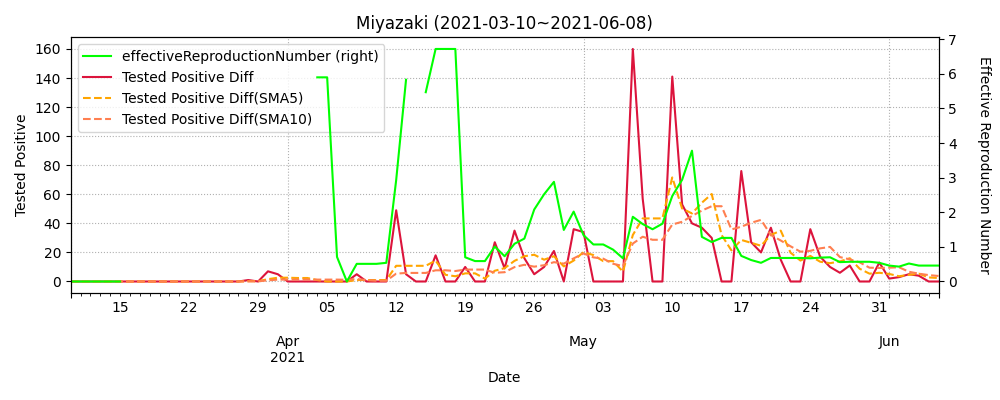 Miyazaki (2021-03-10~2021-06-08)
effectiveReproductionNumber (right)
Tested Positive Diff
Tested Positive Diff(SMA5)
Tested Positive Diff(SMA10)
Tested Positive
160
140
120
100
80
60
40
20
0
7
6
5
4
3
2
1
0
Effective Reproduction Number
15 22 29 05 12 19 26 03 10 17 24 31
Apr May Jun
2021
Date